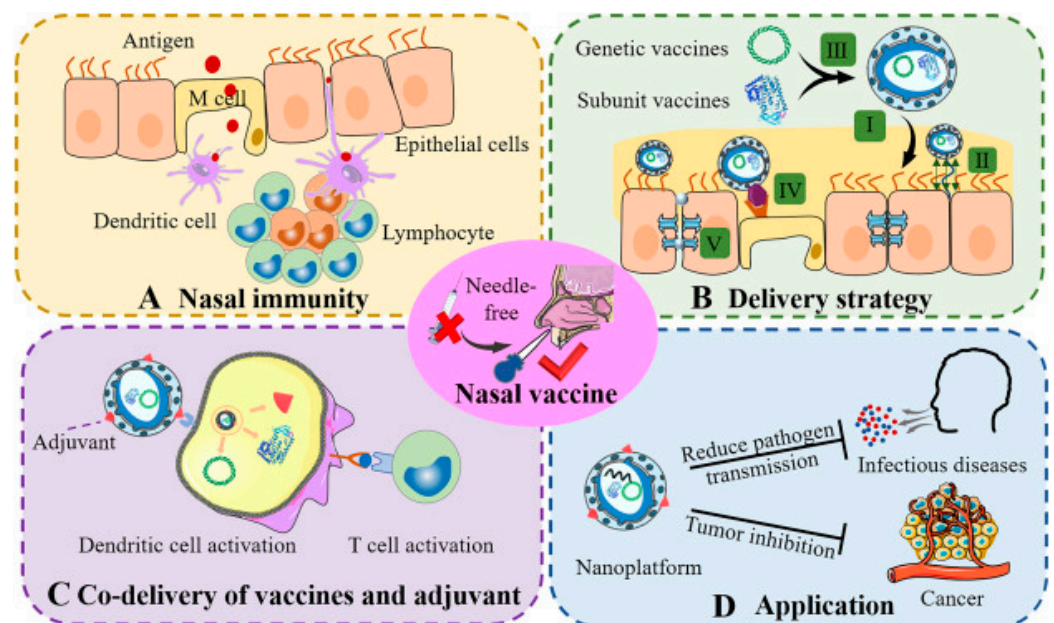 Antigen
M cell
Epithelial cells
Dendritic cell
Lymphocyte
A Nasal immunity
Genetic vaccines
Subunit vaccines
III
I
II
IV
V
B Delivery strategy
Needle-
free
Nasal vaccine
Adjuvant
Dendritic cell activation
T cell activation
C Co-delivery of vaccines and adjuvant
Reduce pathogen
transmission
Infectious diseases
Tumor inhibition
Nanoplatform
Cancer
D Application